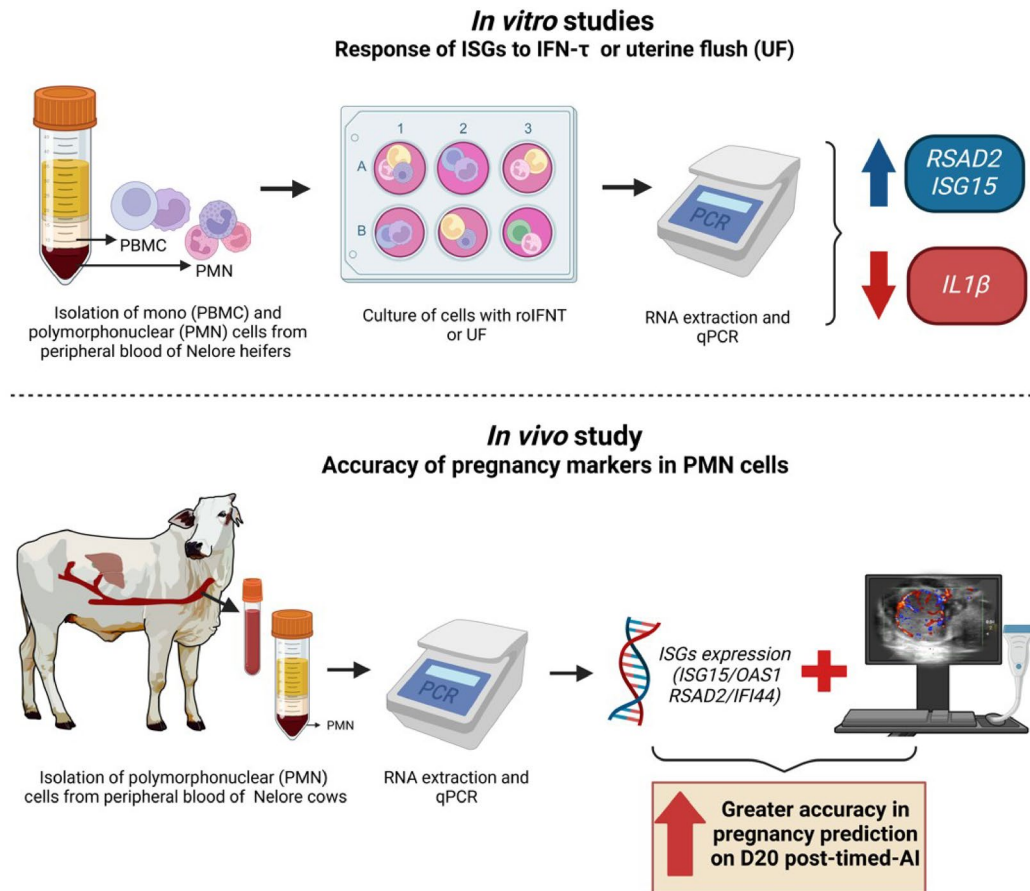 In vitro studies
Response of ISGs to IFN-τ or uterine flush (UF)
PBMC
PMN
1 2 3
A
B
PCR
RSAD2
ISG15
IL1β
Isolation of mono (PBMC) and
polymorphonuclear (PMN) cells from
peripheral blood of Nelore heifers
Culture of cells with roIFNT
or UF
RNA extraction and
qPCR
In vivo study
Accuracy of pregnancy markers in PMN cells
PMN
PCR
ISGs expression
(ISG15/OAS1
RSAD2/IFI44)
Isolation of polymorphonuclear (PMN)
cells from peripheral blood of Nelore cows
RNA extraction and
qPCR
Greater accuracy in
pregnancy prediction
on D20 post-timed-AI